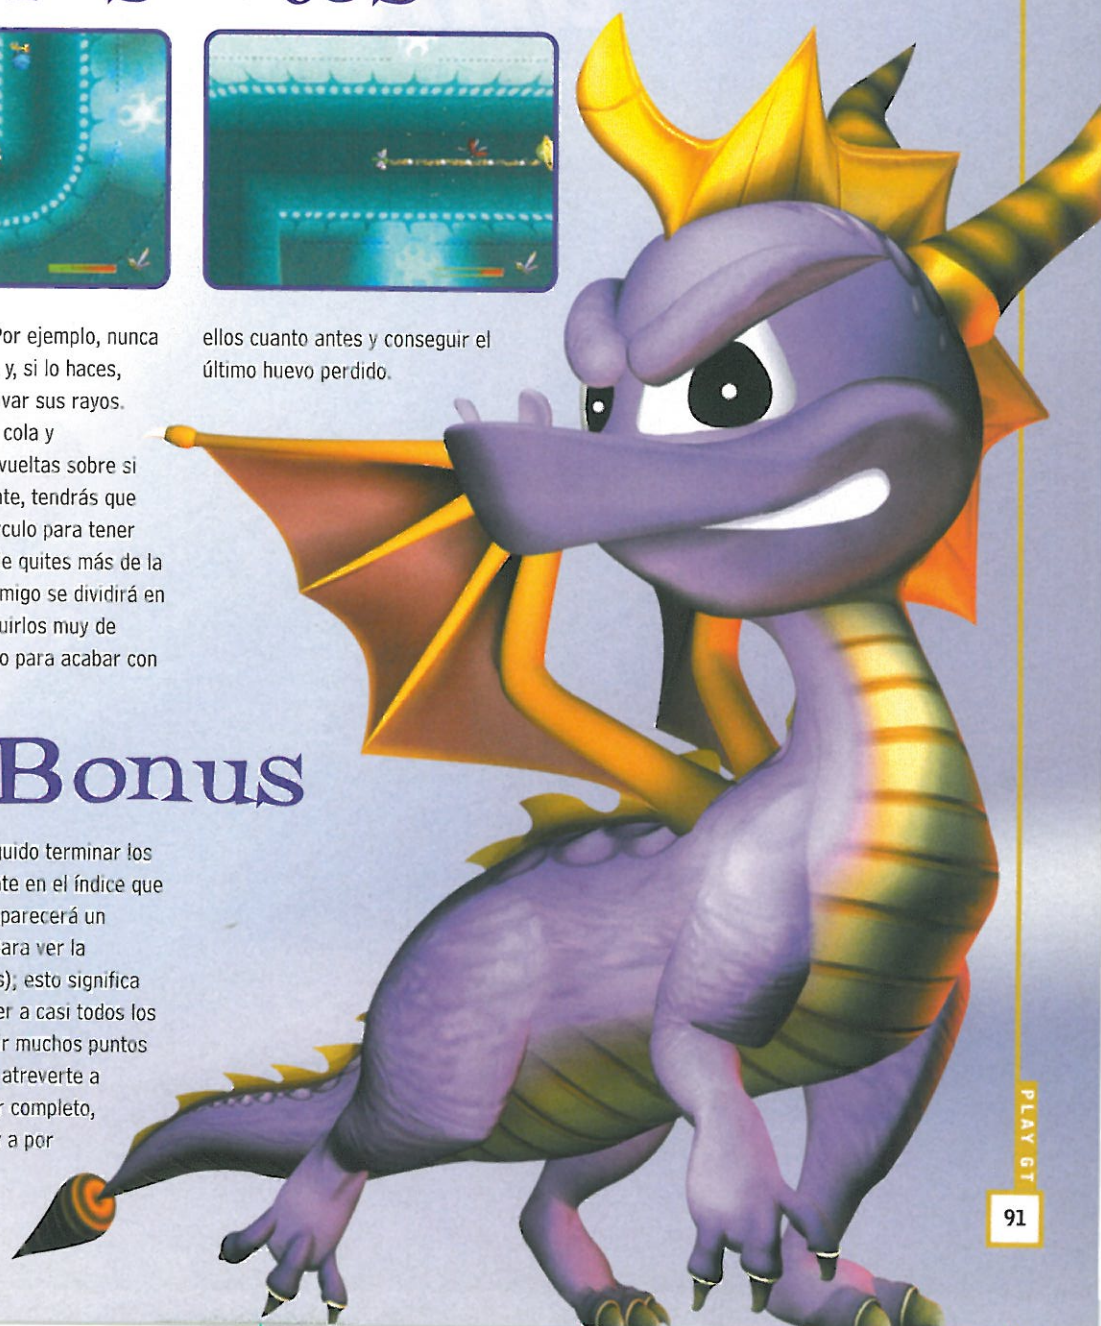 Por ejemplo, nunca
y, si lo haces,
var sus rayos.
cola y
vueltas sobre si
te, tendrás que
culo para tener
e quites más de la
migo se dividirá en
uirlos muy de
o para acabar con
ellos cuanto antes y conseguir el
último huevo perdido.
Bonus
uido terminar los
te en el índice que
parecerá un
ara ver la
s); esto significa
er a casi todos los
r muchos puntos
atreverte a
r completo,
a por
PLAY GT
91